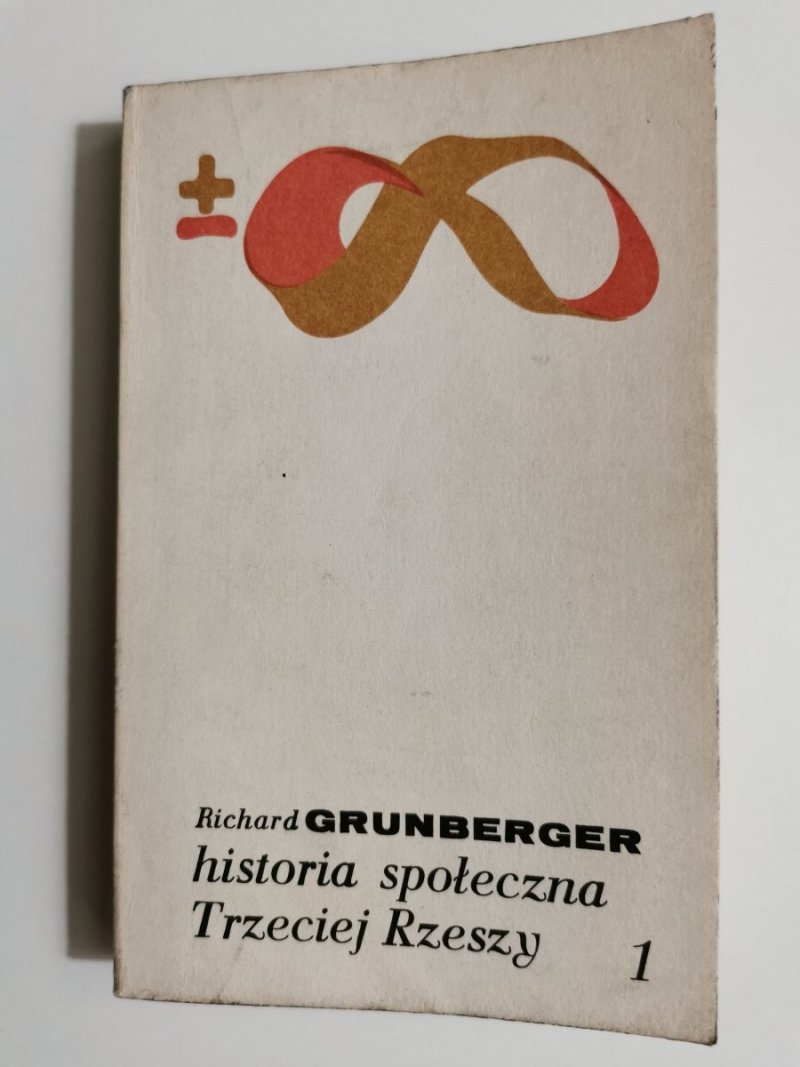 ±
Richard GRUNBERGER
historia społeczna
Trzeciej Rzeszy 1